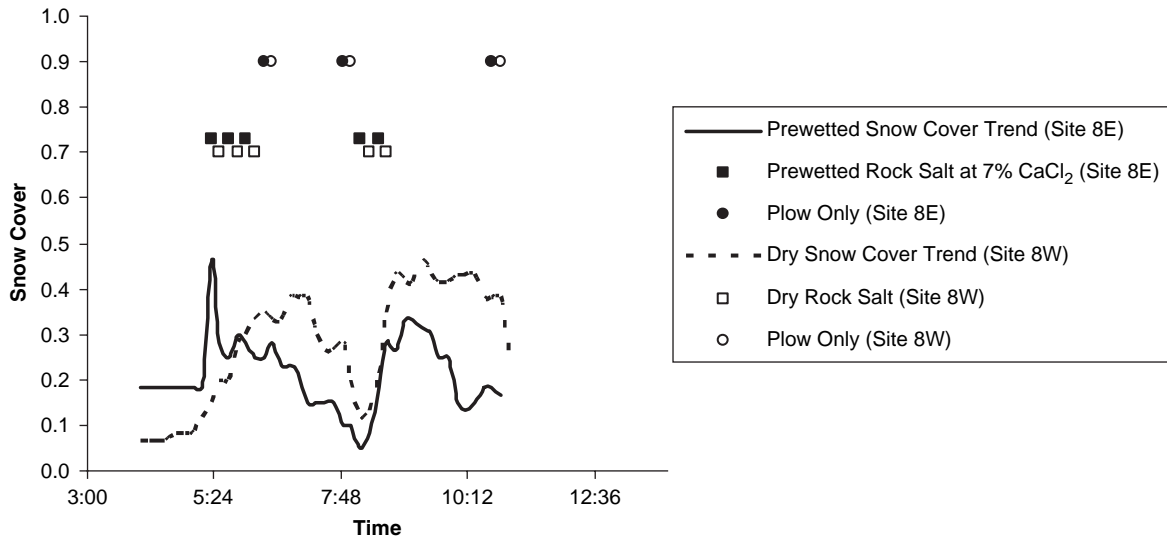 1.0
0.9
0.8
0.7
0.6
0.5
0.4
0.3
0.2
0.1
0.0
Snow Cover
3:00 5:24 7:48 10:12 12:36
Time
Prewetted Snow Cover Trend (Site 8E)
Prewetted Rock Salt at 7% CaCl₂ (Site 8E)
Plow Only (Site 8E)
Dry Snow Cover Trend (Site 8W)
Dry Rock Salt (Site 8W)
Plow Only (Site 8W)